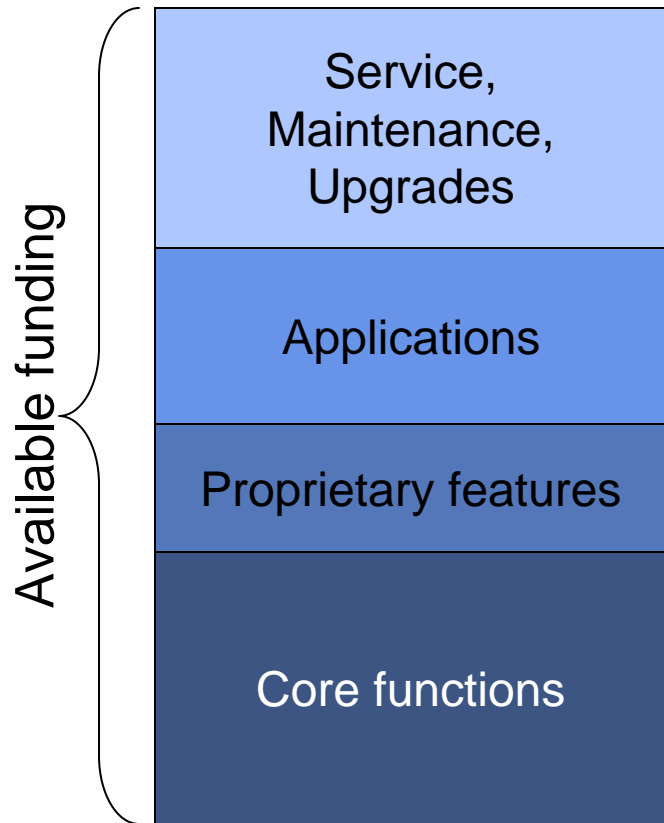 Available funding
Service,
Maintenance,
Upgrades
Applications
Proprietary features
Core functions